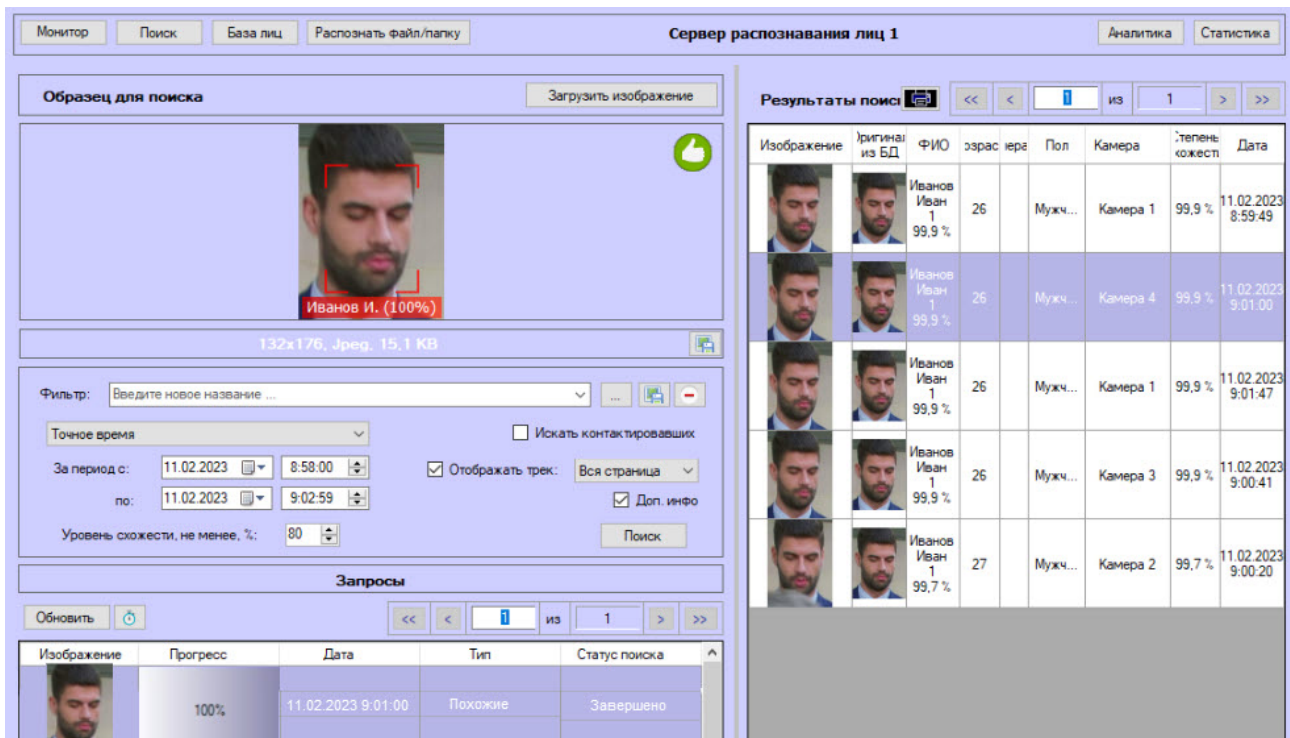 Монитор
Поиск
База лиц
Распознать файл/папку
Сервер распознавания лиц 1
Аналитика
Статистика
Образец для поиска
Загрузить изображение
Иванов И. (100%)
132x176, Jpeg, 15,1 KB
Фильтр: Введите новое название ... ...
Точное время
Искать контактировавших
За период с: 11.02.2023 8:58:00
Отображать трек: Вся страница
по: 11.02.2023 9:02:59
Доп. инфо
Уровень схожести, не менее, %: 80
Поиск
Запросы
Обновить
<< < 1 из 1 > >>
Изображение Прогресс Дата Тип Статус поиска
100% 11.02.2023 9:01:00 Похожие Завершено
Результаты поис
<< < 1 из 1 > >>
Изображение ригинал из БД ФИО озрас нера Пол Камера тепень хожести Дата
Иванов Иван 1 99,9 % 26 Мужч... Камера 1 99,9 % 11.02.2023 8:59:49
Иванов Иван 1 99,9 % 26 Мужч... Камера 4 99,9 % 11.02.2023 9:01:00
Иванов Иван 1 99,9 % 26 Мужч... Камера 1 99,9 % 11.02.2023 9:01:47
Иванов Иван 1 99,9 % 26 Мужч... Камера 3 99,9 % 11.02.2023 9:00:41
Иванов Иван 1 99,7 % 27 Мужч... Камера 2 99,7 % 11.02.2023 9:00:20